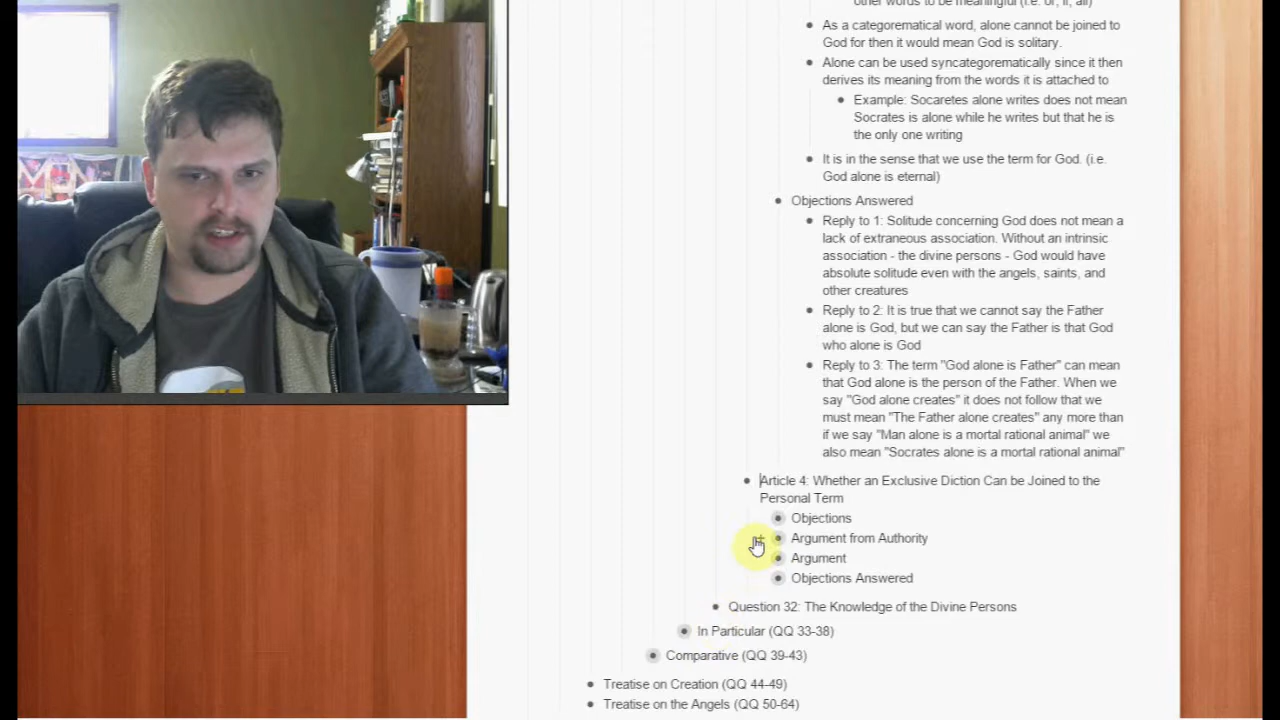 other words to be meaningful (i.e. or, if, all)
As a categorematical word, alone cannot be joined to
God for then it would mean God is solitary.
Alone can be used syncategorematically since it then
derives its meaning from the words it is attached to
Example: Socaretes alone writes does not mean
Socrates is alone while he writes but that he is
the only one writing
It is in the sense that we use the term for God. (i.e.
God alone is eternal)
Objections Answered
Reply to 1: Solitude concerning God does not mean a
lack of extraneous association. Without an intrinsic
association - the divine persons - God would have
absolute solitude even with the angels, saints, and
other creatures
Reply to 2: It is true that we cannot say the Father
alone is God, but we can say the Father is that God
who alone is God
Reply to 3: The term "God alone is Father" can mean
that God alone is the person of the Father. When we
say "God alone creates" it does not follow that we
must mean "The Father alone creates" any more than
if we say "Man alone is a mortal rational animal" we
also mean "Socrates alone is a mortal rational animal"
Article 4: Whether an Exclusive Diction Can be Joined to the
Personal Term
Objections
Argument from Authority
Argument
Objections Answered
Question 32: The Knowledge of the Divine Persons
In Particular (QQ 33-38)
Comparative (QQ 39-43)
Treatise on Creation (QQ 44-49)
Treatise on the Angels (QQ 50-64)